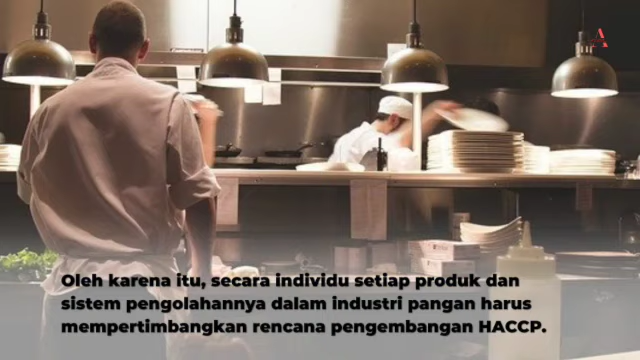 A
Oleh karena itu, secara individu setiap produk dan
sistem pengolahannya dalam industri pangan harus
mempertimbangkan rencana pengembangan HACCP.